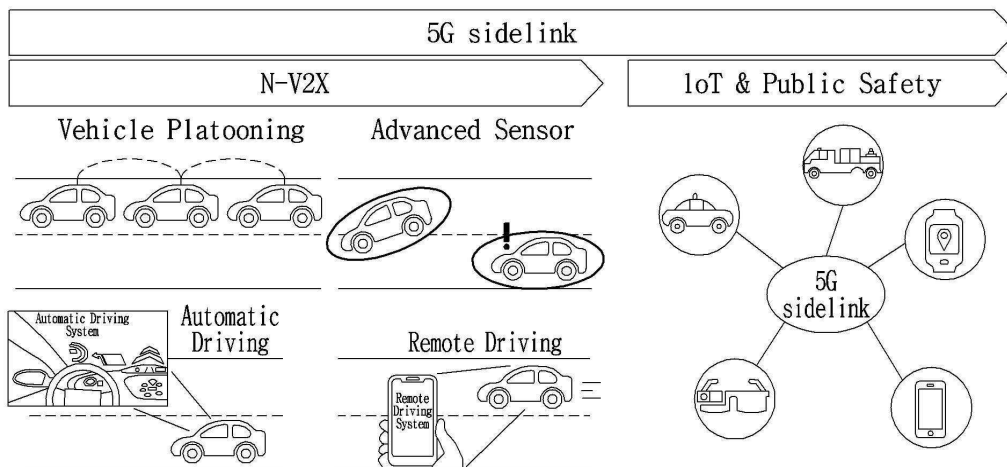 5G sidelink
N-V2X
loT & Public Safety
Vehicle Platooning
Advanced Sensor
!
5G
sidelink
Automatic Driving
System
Automatic
Driving
Remote Driving
Remote
Driving
System